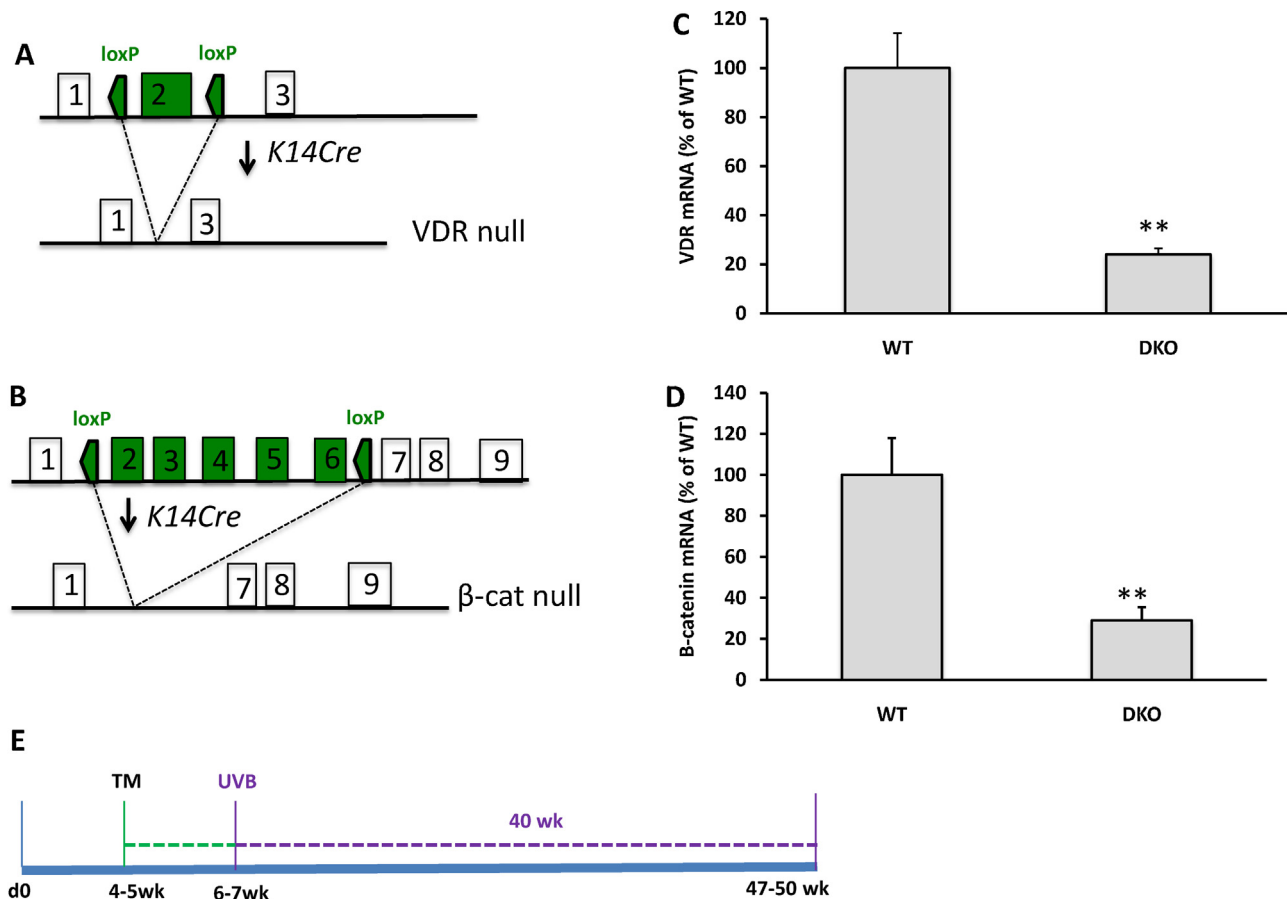 A
loxP loxP
1 2 3
K14Cre
1 3
VDR null
B
loxP loxP
1 2 3 4 5 6 7 8 9
K14Cre
1 7 8 9
β-cat null
C
VDR mRNA (% of WT)
120
100
80
60
40
20
0
**
WT DKO
D
B-catenin mRNA (% of WT)
140
120
100
80
60
40
20
0
**
WT DKO
E
TM UVB
40 wk
d0 4-5wk 6-7wk 47-50 wk